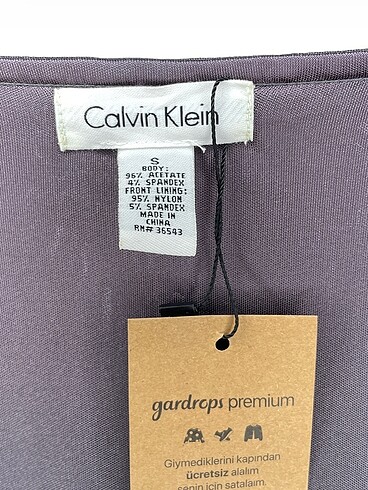 Calvin Klein
S
BODY:
96% ACETATE
4% SPANDEX
FRONT LINING:
95% NYLON
5% SPANDEX
MADE IN
CHINA
RN# 36543
gardrops premium
Giymediklerini kapından
ücretsiz alalım
senin için satalım.